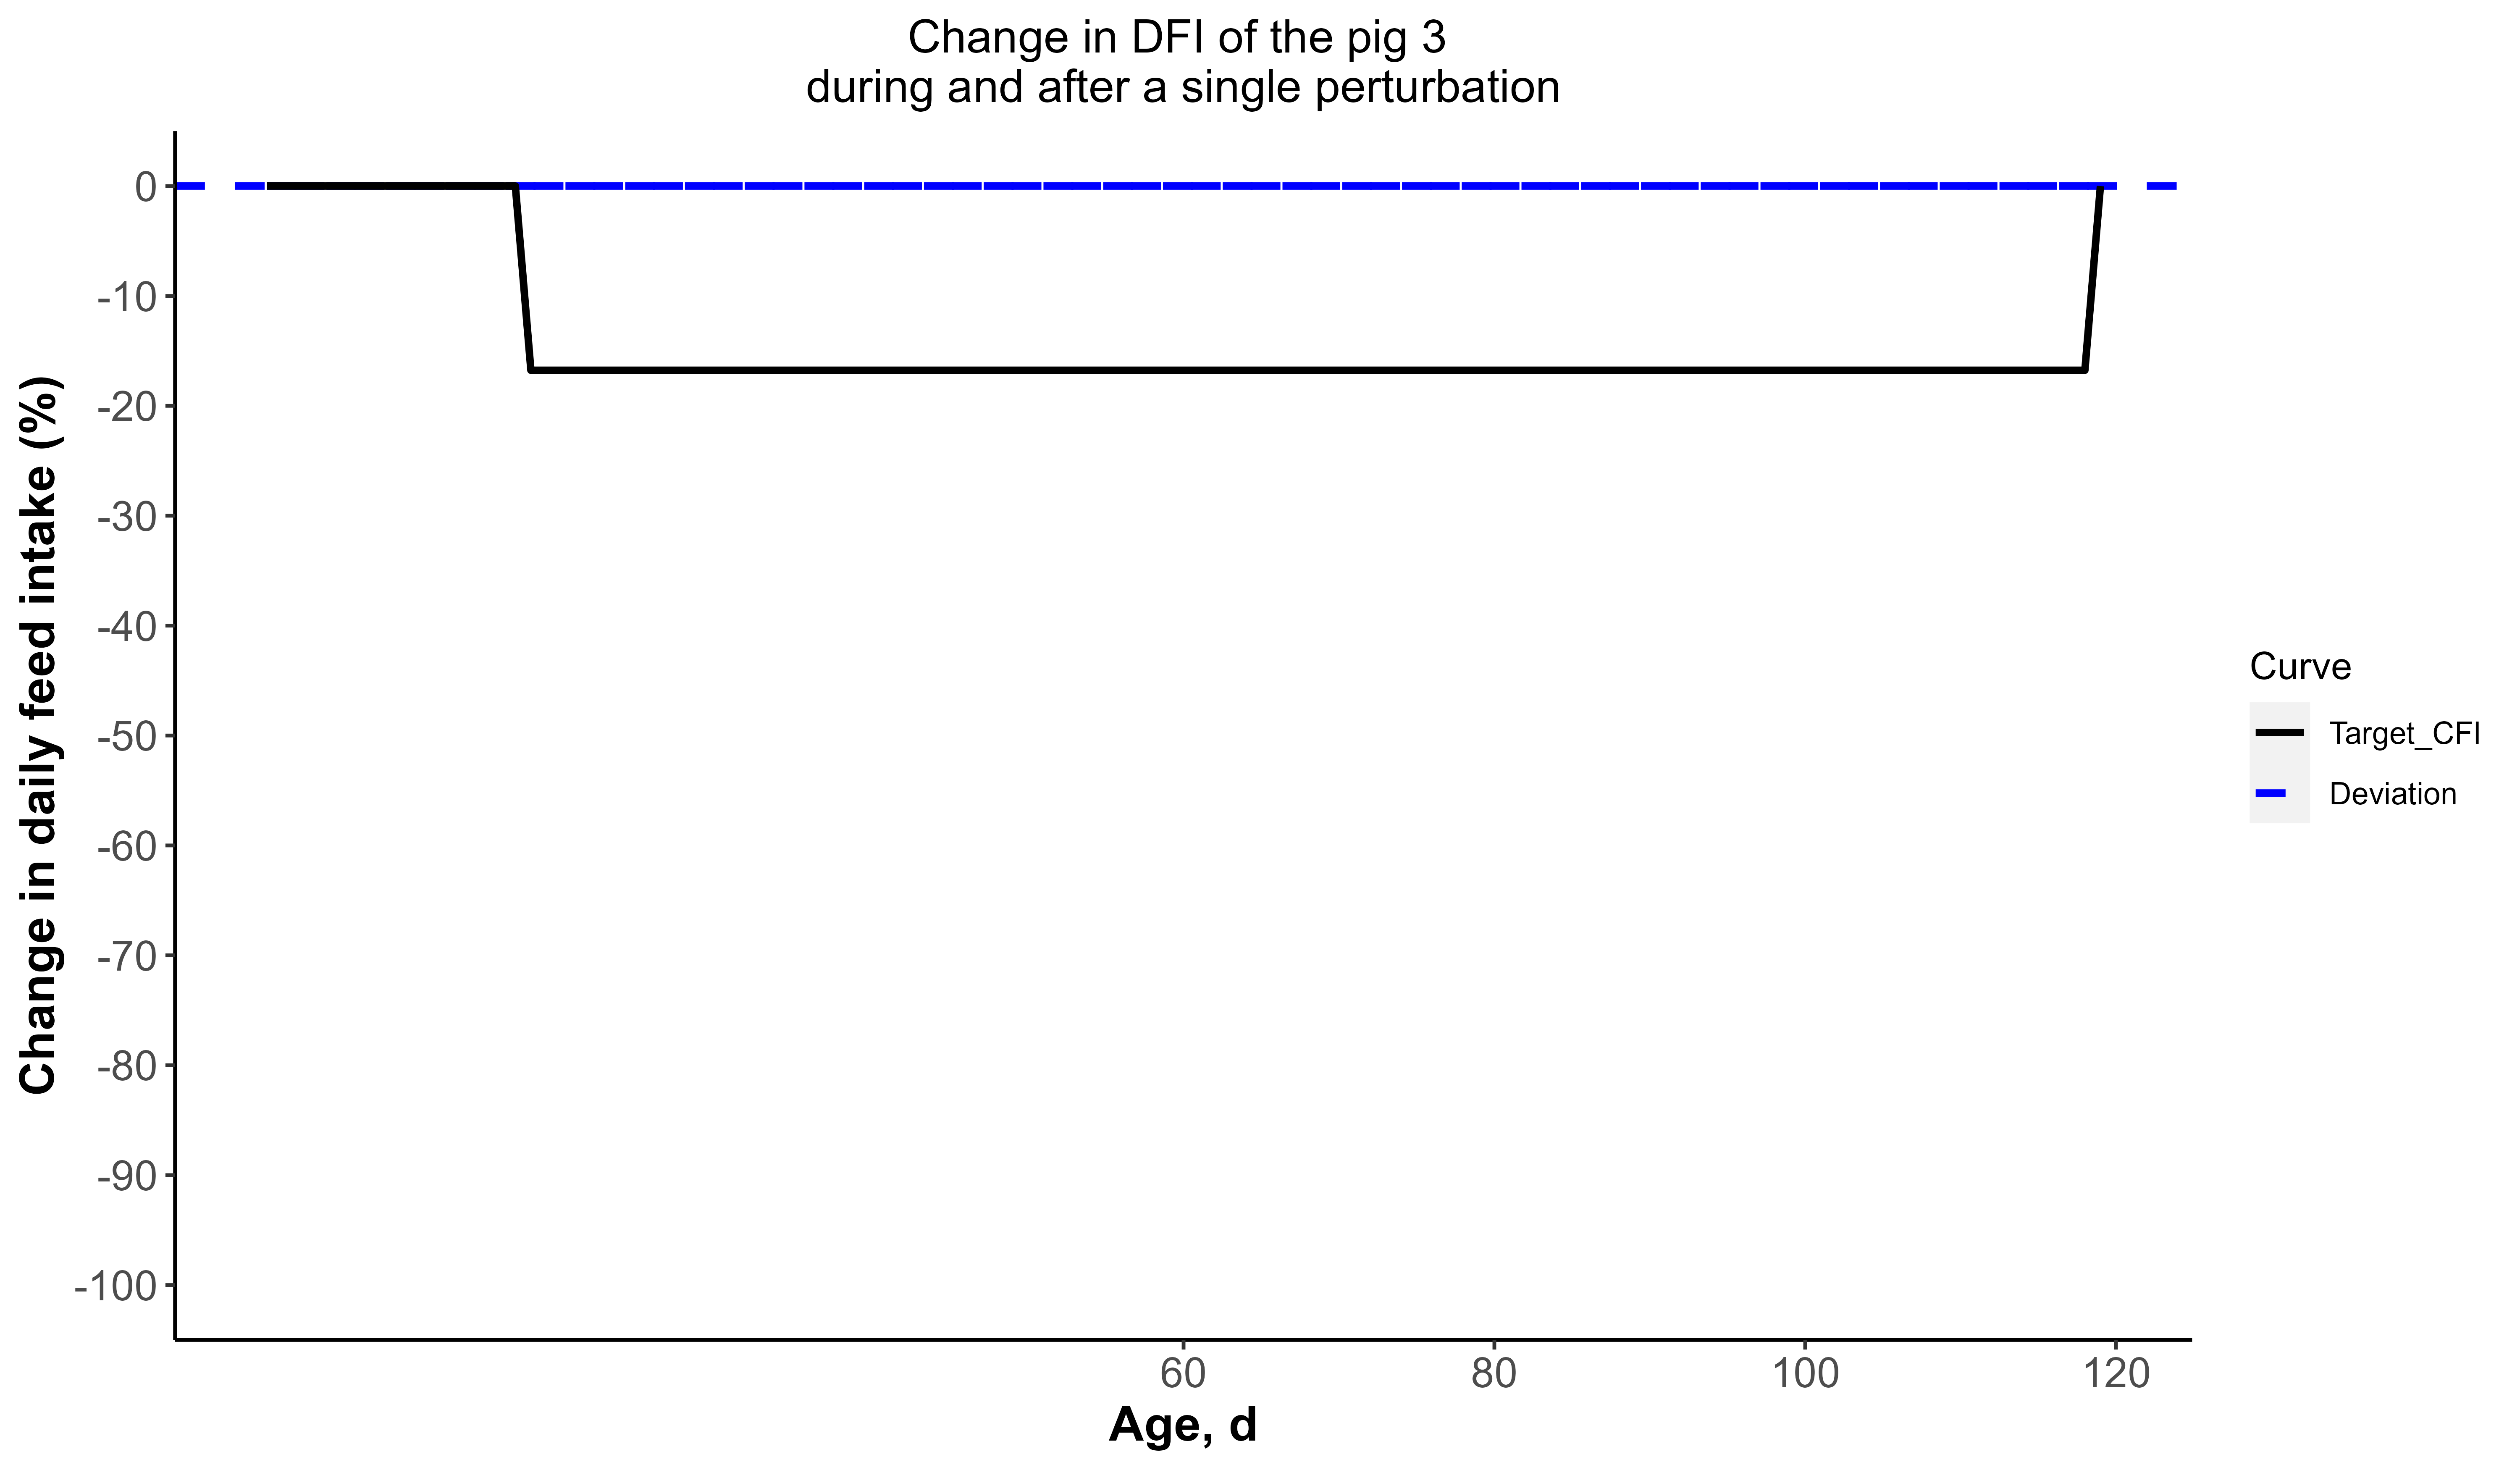 Change in DFI of the pig 3
during and after a single perturbation
Change in daily feed intake (%)
0
-10
-20
-30
-40
-50
-60
-70
-80
-90
-100
60
80
100
120
Age, d
Curve
Target_CFI
Deviation